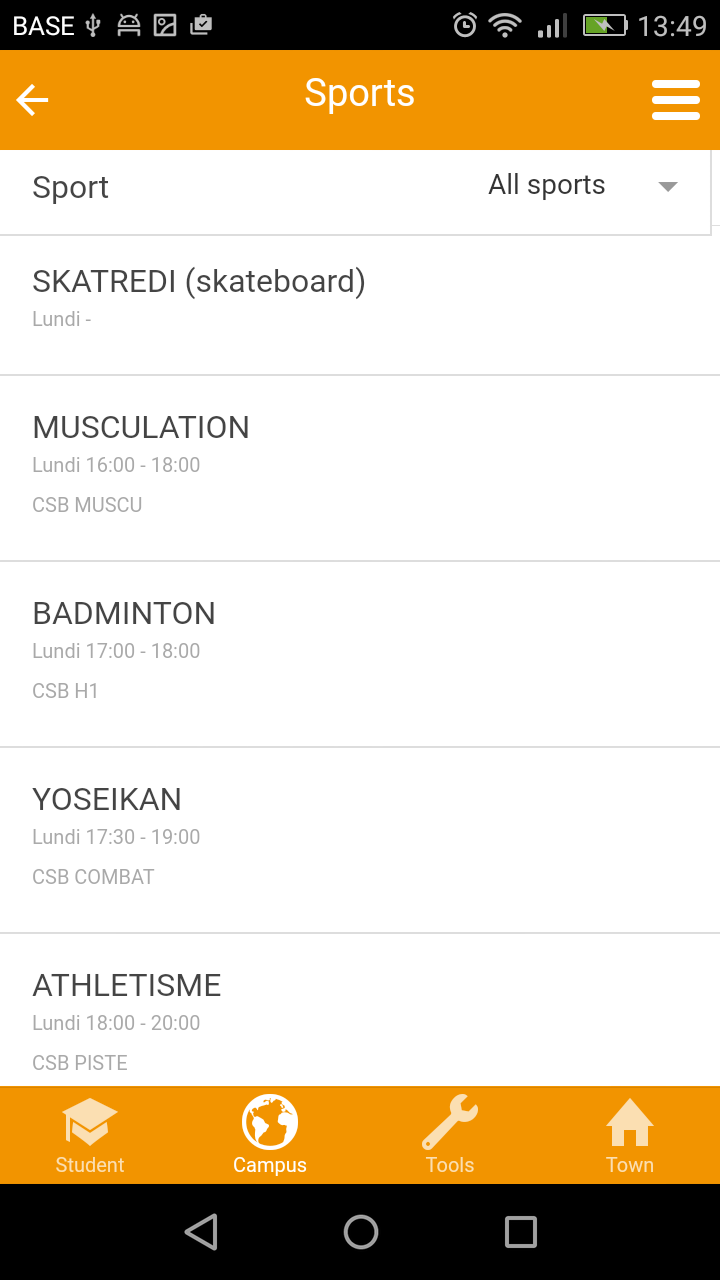 BASE 13:49
Sports
Sport All sports
SKATREDI (skateboard)
Lundi -
MUSCULATION
Lundi 16:00 - 18:00
CSB MUSCU
BADMINTON
Lundi 17:00 - 18:00
CSB H1
YOSEIKAN
Lundi 17:30 - 19:00
CSB COMBAT
ATHLETISME
Lundi 18:00 - 20:00
CSB PISTE
Student Campus Tools Town